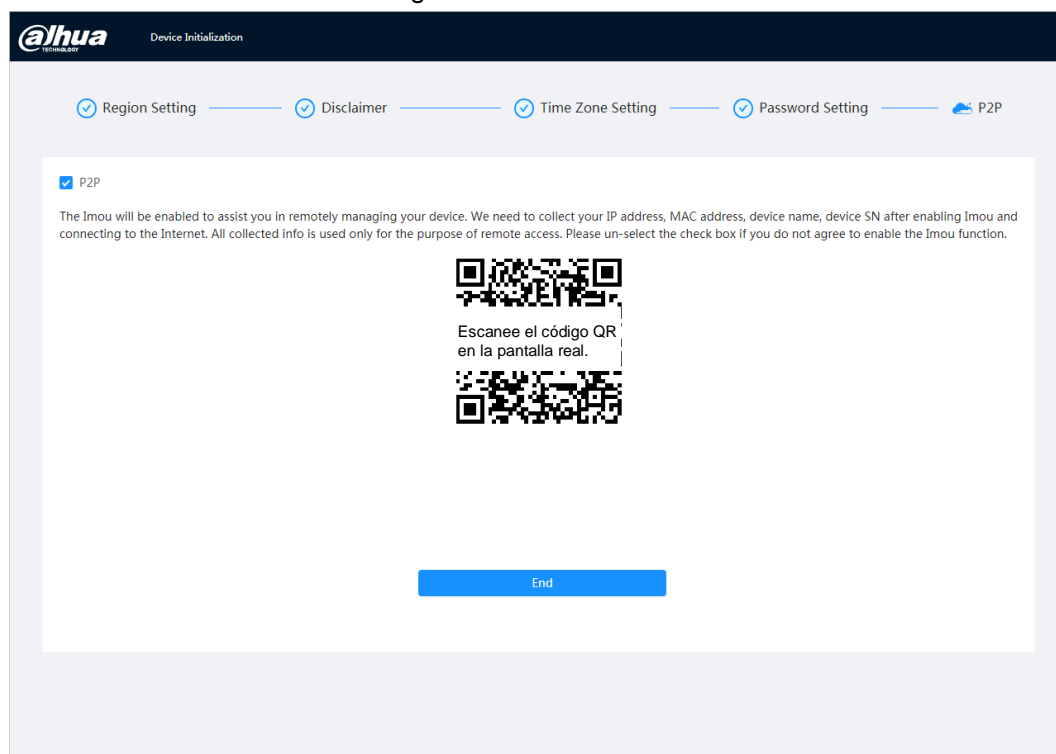 alhua
TECHNOLOGY
Device Initialization
Region Setting
Disclaimer
Time Zone Setting
Password Setting
P2P
P2P
The Imou will be enabled to assist you in remotely managing your device. We need to collect your IP address, MAC address, device name, device SN after enabling Imou and
connecting to the Internet. All collected info is used only for the purpose of remote access. Please un-select the check box if you do not agree to enable the Imou function.
Escanee el código QR
en la pantalla real.
End